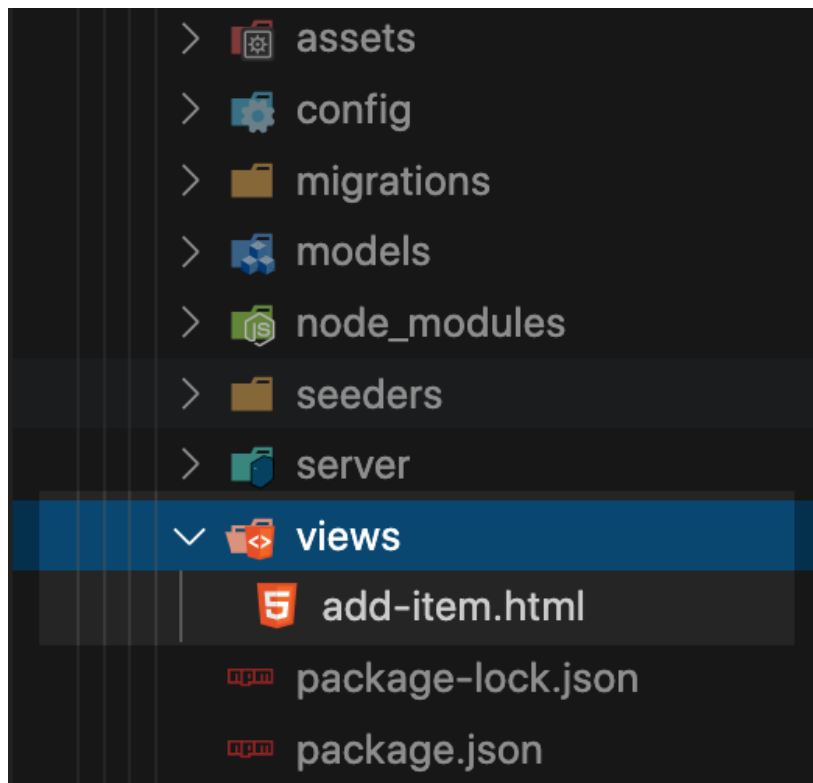 assets
config
migrations
models
node_modules
seeders
server
views
add-item.html
package-lock.json
package.json